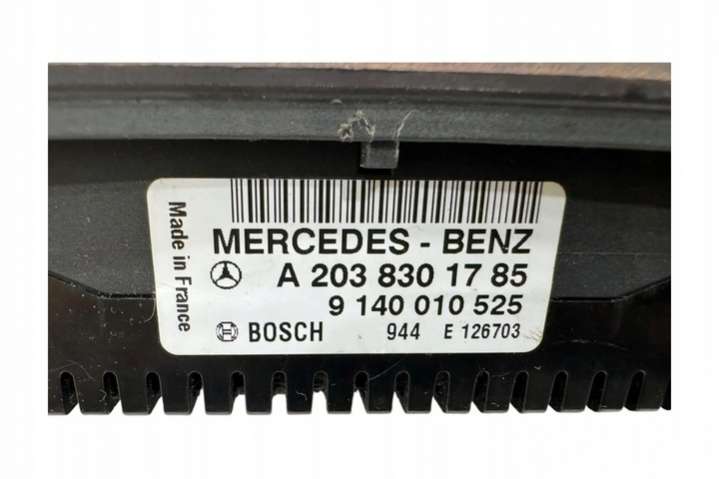 Made in France
MERCEDES - BENZ
A 203 830 17 85
9 140 010 525
BOSCH 944 E 126703